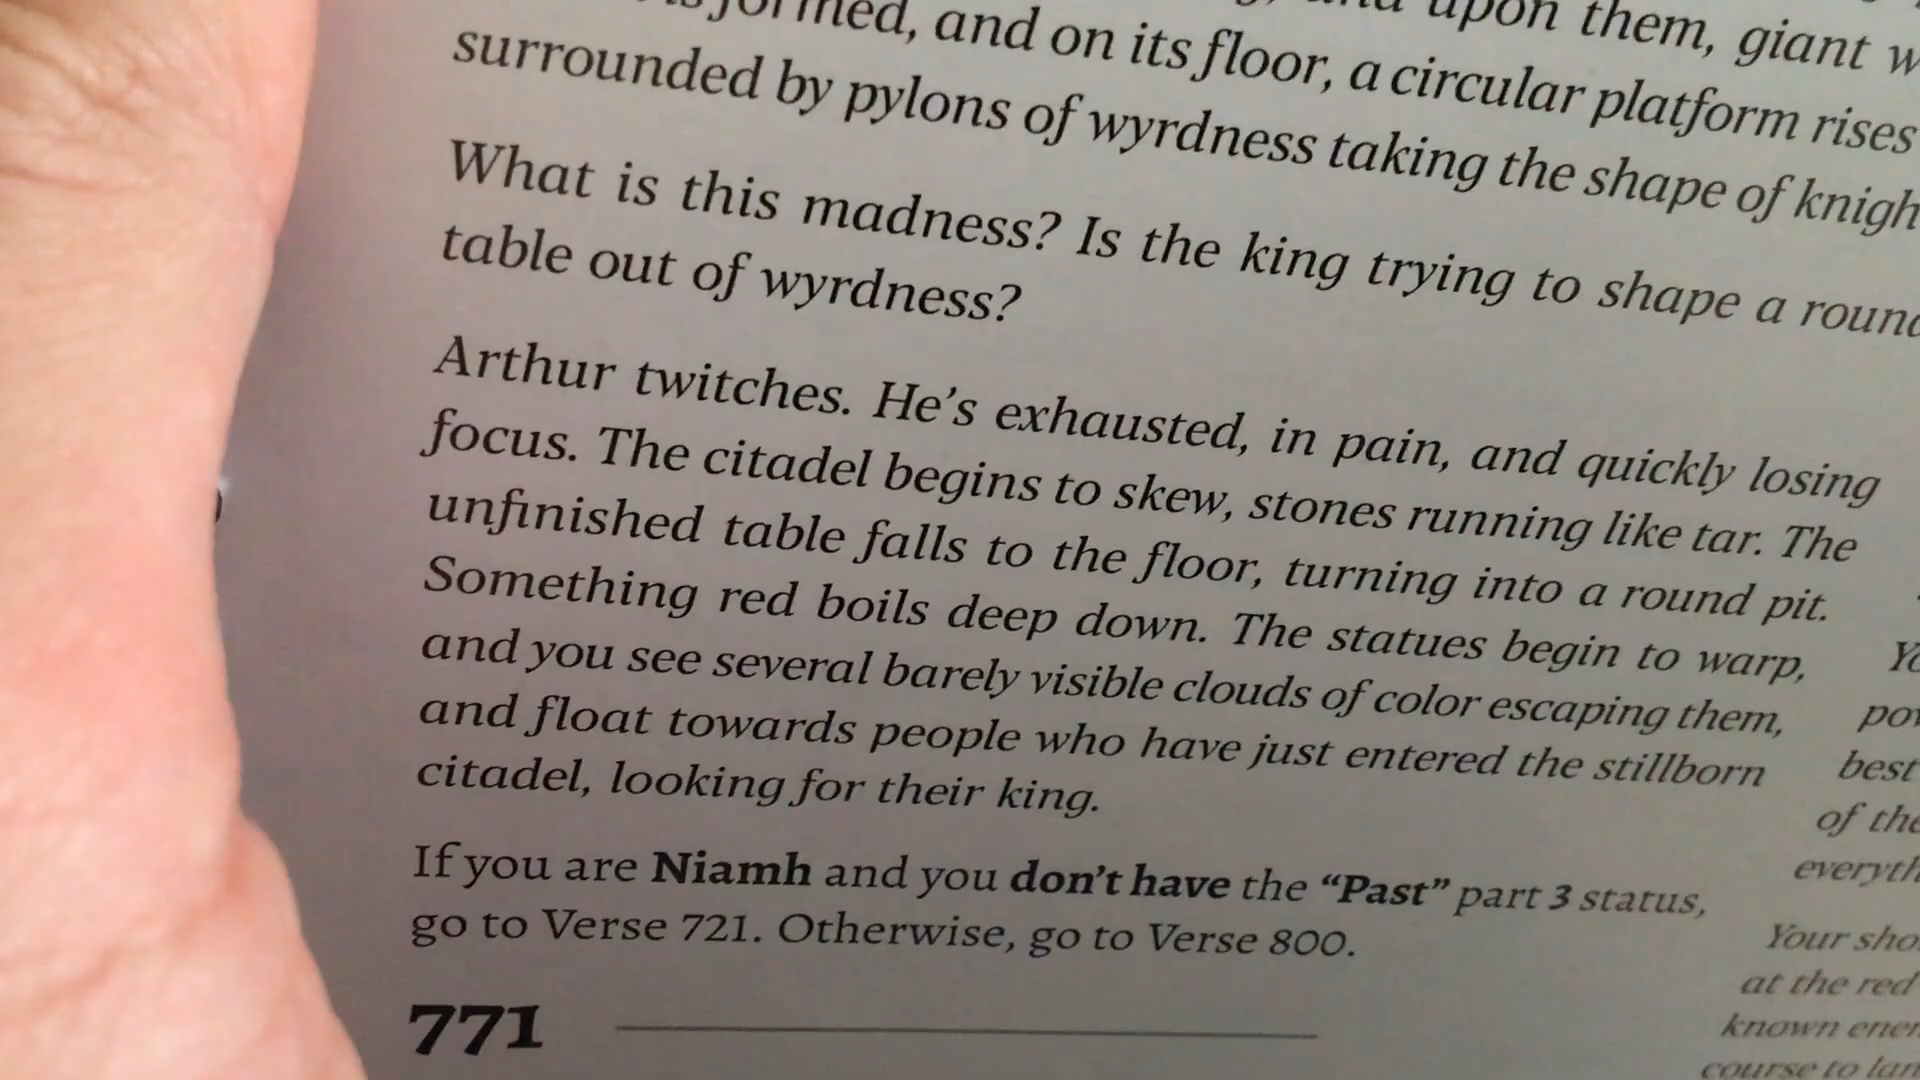 med, and on its floor, a circular platform rises
upon them, giant
surrounded by pylons of wyrdness taking the shape of
What is this madness? Is the king trying to shape a
table out of wyrdness?
Arthur twitches. He's exhausted, in pain, and quickly losing
focus. The citadel begins to skew, stones running like tar. The
unfinished table falls to the floor, turning into a round pit.
Something red boils deep down. The statues begin to warp,
and you see several barely visible clouds of color escaping them,
and float towards people who have just entered the stillborn
citadel, looking for their king.
If you are Niamh and you don't have the "Past" part 3 status,
go to Verse 721. Otherwise, go to Verse 800.
771
best
of the
Your
at the red
known
course to